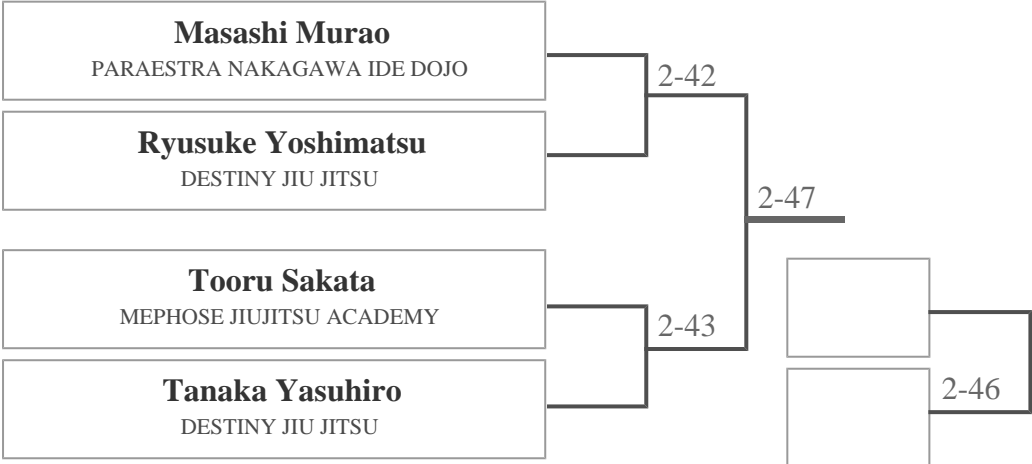 Masashi Murao
PARAESTRA NAKAGAWA IDE DOJO
2-42
Ryusuke Yoshimatsu
DESTINY JIU JITSU
2-47
Tooru Sakata
MEPHOSE JIUJITSU ACADEMY
2-43
Tanaka Yasuhiro
DESTINY JIU JITSU
2-46